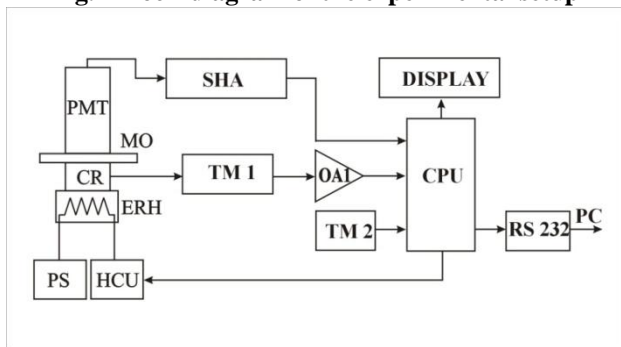 PMT
SHA
DISPLAY
MO
CR
TM 1
OA1
CPU
ERH
TM 2
RS 232
PC
PS
HCU